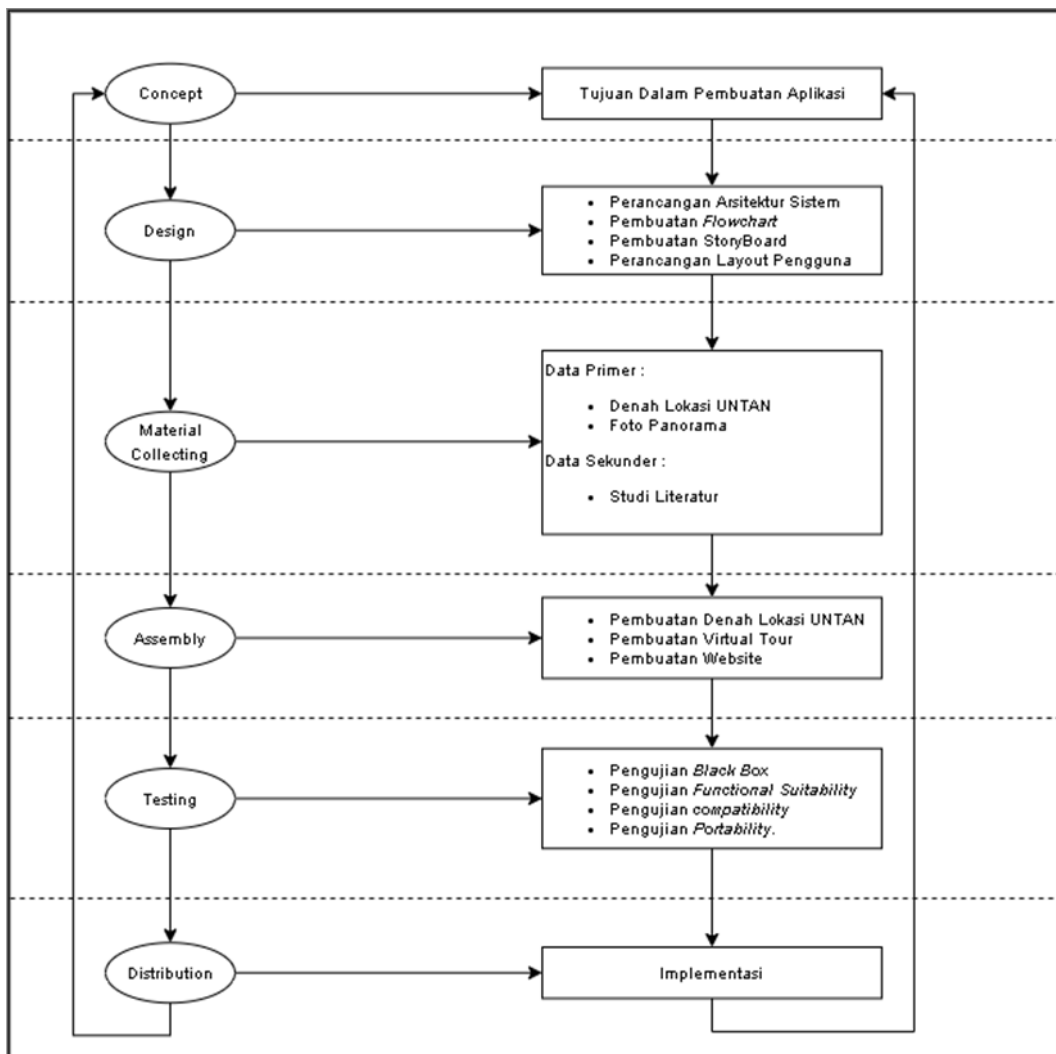 Concept
Tujuan Dalam Pembuatan Aplikasi
Design
• Perancangan Arsitektur Sistem
• Pembuatan Flowchart
• Pembuatan StoryBoard
• Perancangan Layout Pengguna
Material
Collecting
Data Primer :
• Denah Lokasi UNTAN
• Foto Panorama
Data Sekunder :
• Studi Literatur
Assembly
• Pembuatan Denah Lokasi UNTAN
• Pembuatan Virtual Tour
• Pembuatan Website
Testing
• Pengujian Black Box
• Pengujian Functional Suitability
• Pengujian compatibility
• Pengujian Portability.
Distribution
Implementasi